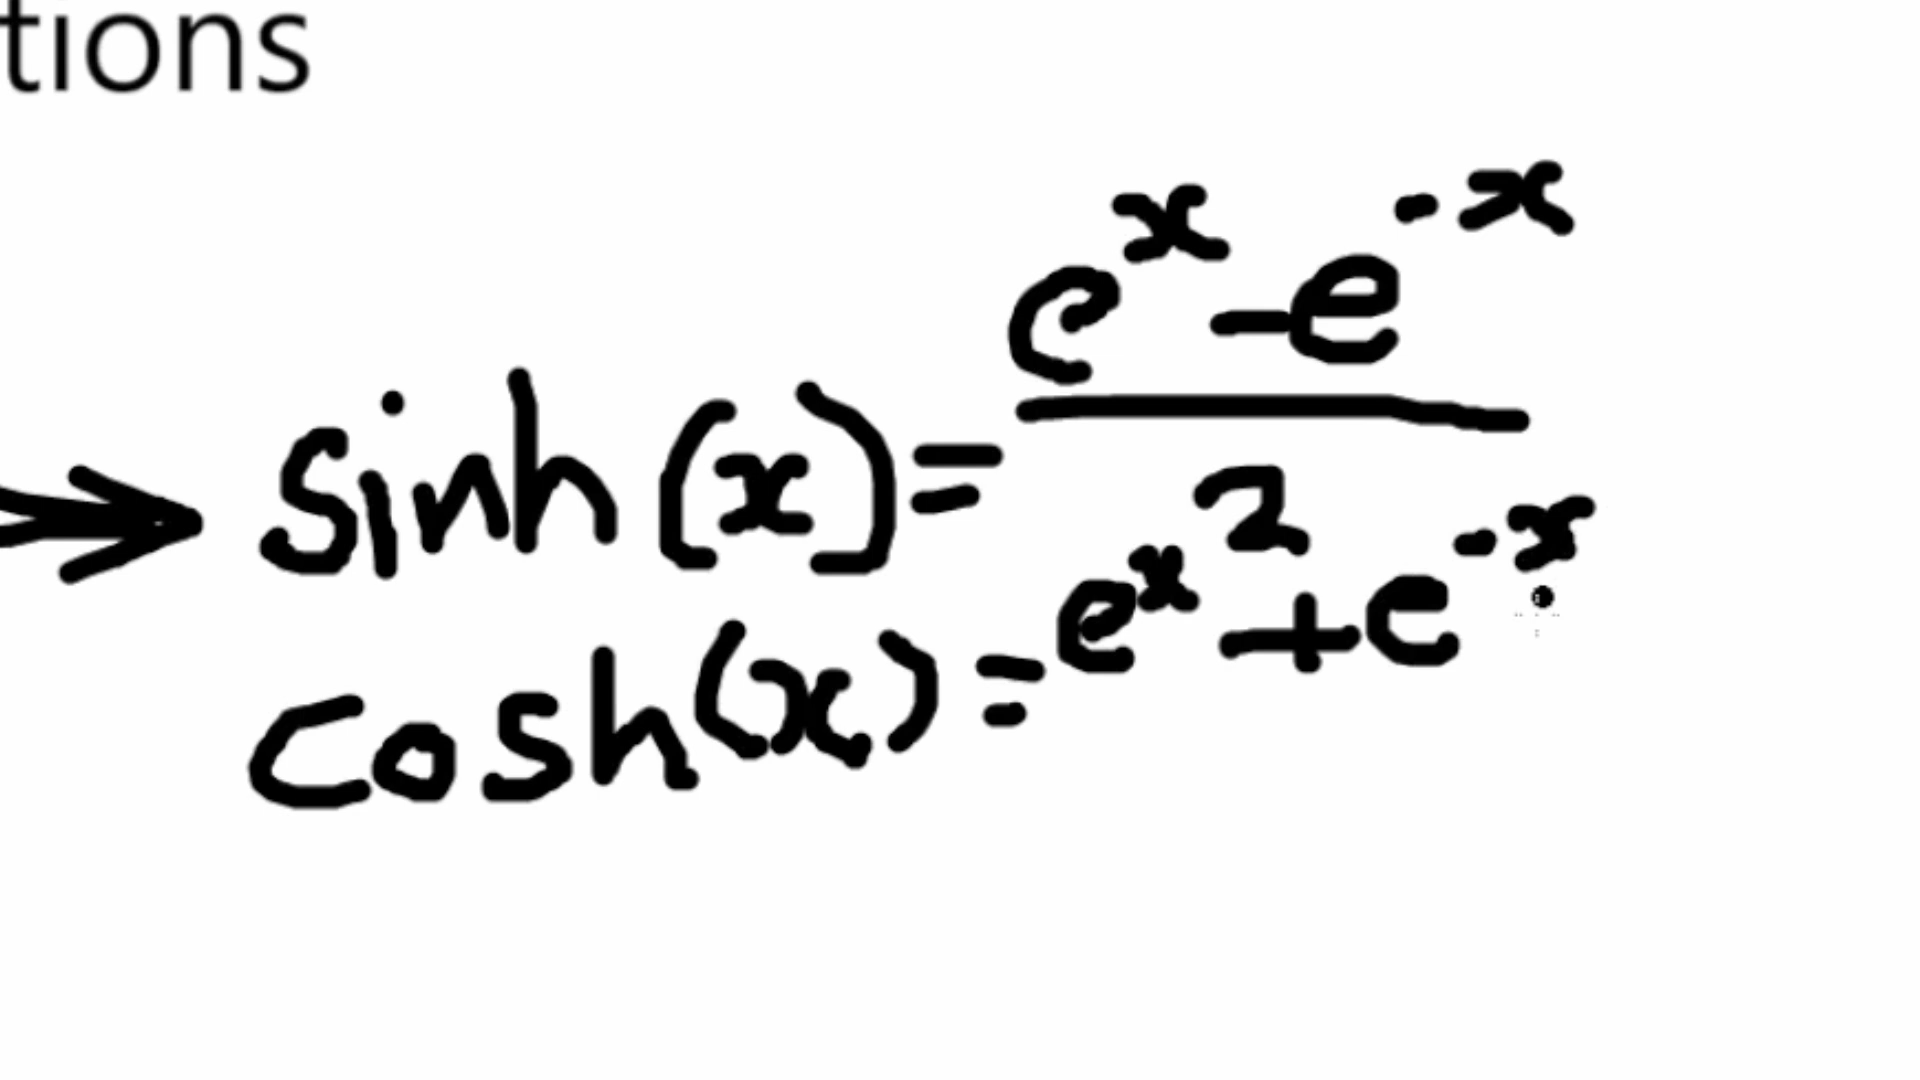 tions
sinh(x) = e^x - e^-x / 2
cosh(x) = e^x + e^-x